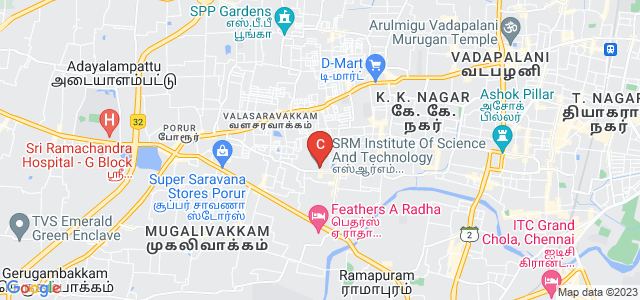 SPP Gardens
எஸ்.பி.பி
பூங்கா
Arulmigu Vadapalani
Murugan Temple
VADAPALANI
வடபழனி
D-Mart
டி-மார்ட்
Adayalampattu
அடையாளம்பட்டு
K. K. NAGAR
கே. கே.
நகர்
Ashok Pillar
அசோக்
பில்லர்
T. NAGAR
தியாகரா
நகர்
VALASARAVAKKAM
வளசரவாக்கம்
32
PORUR
போரூர்
Sri Ramachandra
Hospital - G Block
ஸ்ரீ...
C
SRM Institute Of Science
And Technology
எஸ்ஆர்எம்...
Super Saravana
Stores Porur
சூப்பர் சரவணா
ஸ்டோர்ஸ்
TVS Emerald
Green Enclave
MUGALIVAKKAM
முகலிவாக்கம்
Feathers A Radha
பெதர்ஸ்
ஏ ராதா...
2
ITC Grand
Chola, Chennai
ஐடிசி
கிராண்ட்...
Gerugambakkam
Ramapuram
ராமாபுரம்
Google
Map data ©2023